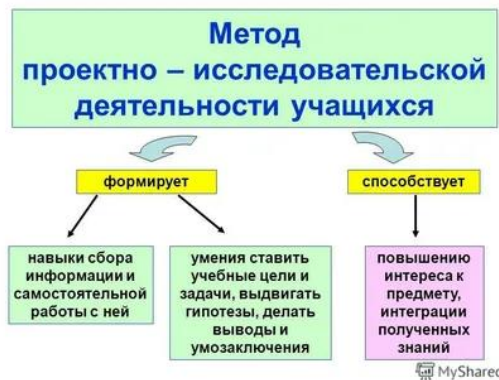 Метод
проектно – исследовательской
деятельности учащихся
формирует
способствует
навыки сбора
информации и
самостоятельной
работы с ней
умения ставить
учебные цели и
задачи, выдвигать
гипотезы, делать
выводы и
умозаключения
повышению
интереса к
предмету,
интеграции
полученных
знаний
MyShared